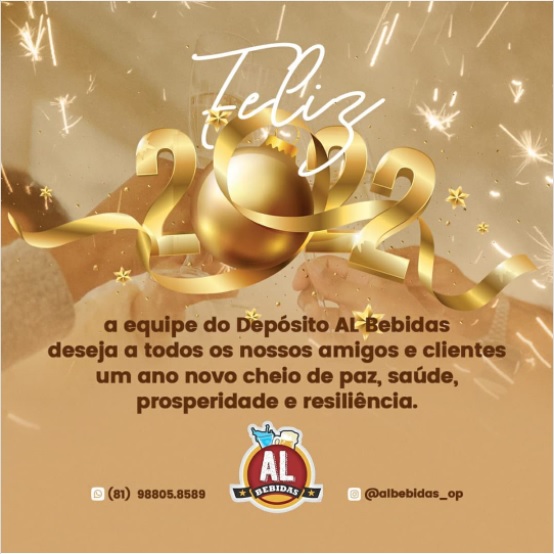 Feliz
2022
a equipe do Depósito AL Bebidas
deseja a todos os nossos amigos e clientes
um ano novo cheio de paz, saúde,
prosperidade e resiliência.
AL
BEBIDAS
(81) 98805.8589
@albebidas_op